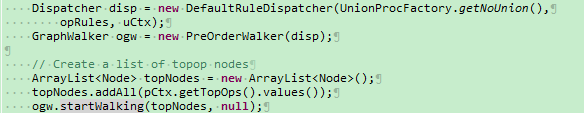 Dispatcher disp = new DefaultRuleDispatcher(UnionProcFactory.getNoUnion(),
opRules, uCtx);
GraphWalker ogw = new PreOrderWalker(disp);

// Create a list of topop nodes
ArrayList<Node> topNodes = new ArrayList<Node>();
topNodes.addAll(pCtx.getTopOps().values());
ogw.startWalking(topNodes, null);